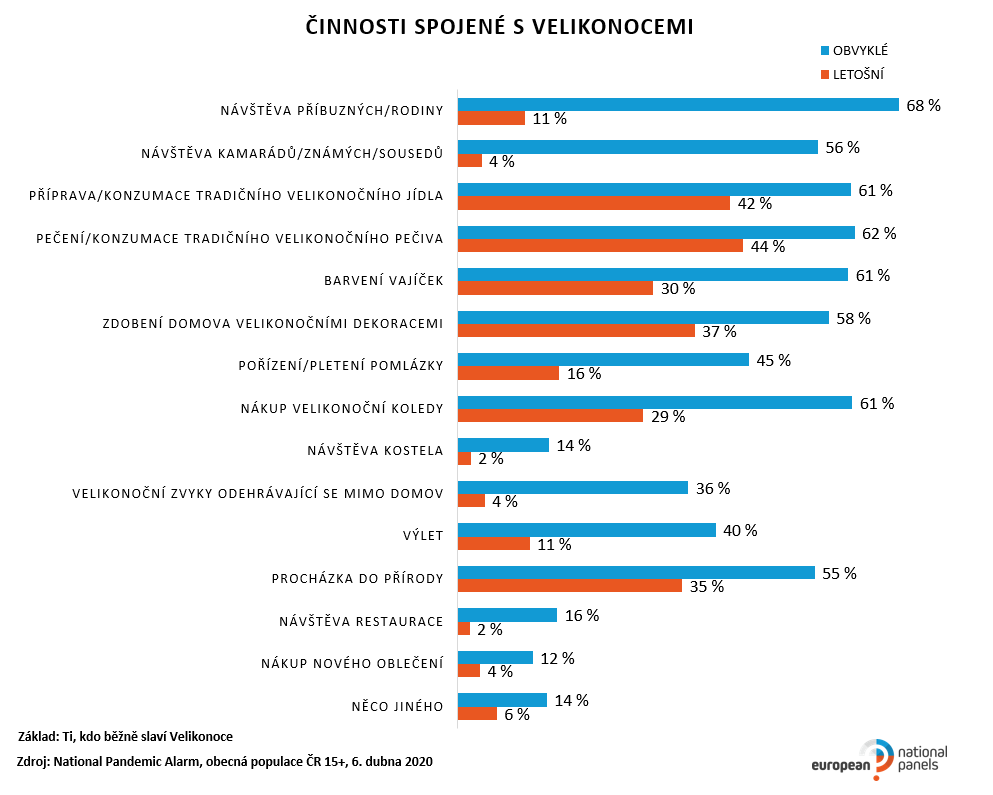 ČINNOSTI SPOJENÉ S VELIKONOCEMI
OBVYKLÉ
LETOŠNÍ
NÁVŠTĚVA PŘÍBUZNÝCH/RODINY
68 %
11 %
NÁVŠTĚVA KAMARÁDŮ/ZNÁMÝCH/SOUSEDŮ
56 %
4 %
PŘÍPRAVA/KONZUMACE TRADIČNÍHO VELIKONOČNÍHO JÍDLA
61 %
42 %
PEČENÍ/KONZUMACE TRADIČNÍHO VELIKONOČNÍHO PEČIVA
62 %
44 %
BARVENÍ VAJÍČEK
61 %
30 %
ZDOBENÍ DOMOVA VELIKONOČNÍMI DEKORACEMI
58 %
37 %
POŘÍZENÍ/PLETENÍ POMLÁZKY
45 %
16 %
NÁKUP VELIKONOČNÍ KOLEDY
61 %
29 %
NÁVŠTĚVA KOSTELA
14 %
2 %
VELIKONOČNÍ ZVYKY ODEHRÁVAJÍCÍ SE MIMO DOMOV
36 %
4 %
VÝLET
40 %
11 %
PROCHÁZKA DO PŘÍRODY
55 %
35 %
NÁVŠTĚVA RESTAURACE
16 %
2 %
NÁKUP NOVÉHO OBLEČENÍ
12 %
4 %
NĚCO JINÉHO
14 %
6 %
Základ: Ti, kdo běžně slaví Velikonoce
Zdroj: National Pandemic Alarm, obecná populace ČR 15+, 6. dubna 2020
european national
panels